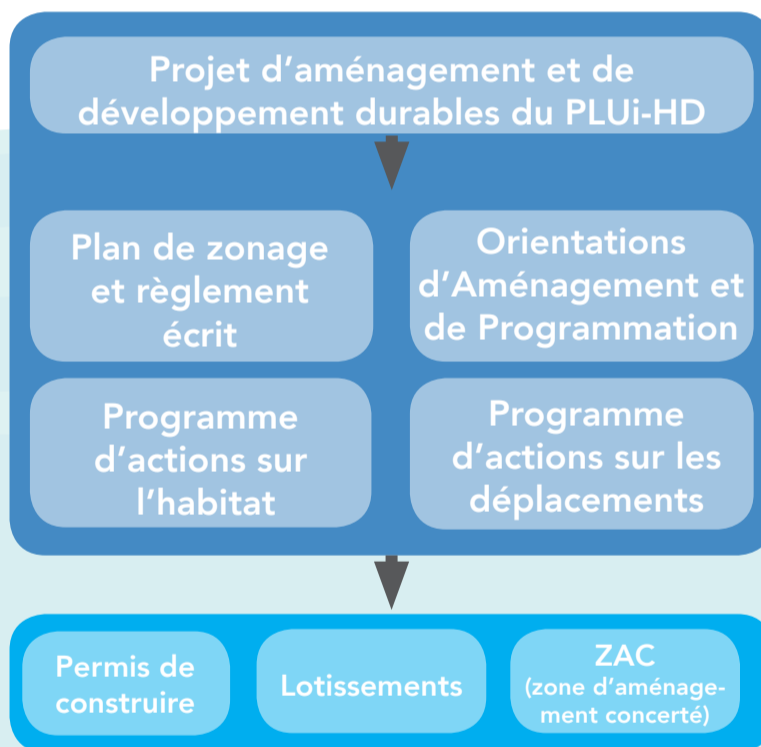 Projet d’aménagement et de
développement durables du PLUi-HD
Plan de zonage
et règlement
écrit
Orientations
d’Aménagement et
de Programmation
Programme
d’actions sur
l’habitat
Programme
d’actions sur les
déplacements
Permis de
construire
Lotissements
ZAC
(zone d’aménage-
ment concerté)